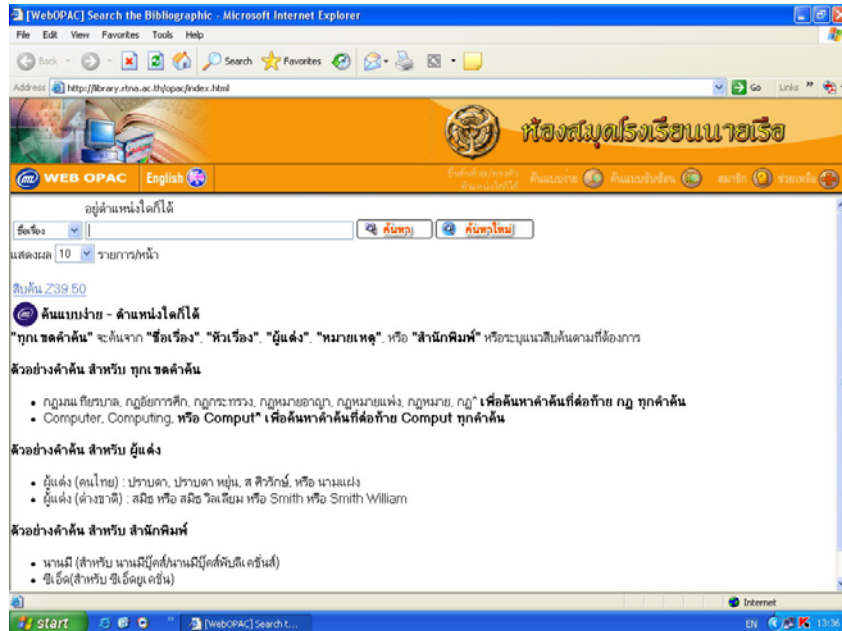 [WebOPAC] Search the Bibliographic - Microsoft Internet Explorer
File Edit View Favorites Tools Help
Back Search Favorites
Address http://library.rtna.ac.th/opac/index.html Go Links »
ห้องสมุดโรงเรียนนายเรือ
WEB OPAC English ขึ้นต้นด้วย/ตรงตัว ค้นแบบง่าย ค้นแบบซับซ้อน สมาชิก ช่วยเหลือ
อยู่ตำแหน่งใดก็ได้
ชื่อเรื่อง ค้นหา ค้นหาใหม่
แสดงผล 10 รายการ/หน้า
สืบค้น Z39.50
ค้นแบบง่าย - ตำแหน่งใดก็ได้
"ทุกเขตคำค้น" จะค้นจาก "ชื่อเรื่อง", "หัวเรื่อง", "ผู้แต่ง", "หมายเหตุ", หรือ "สำนักพิมพ์" หรือระบุแนวสืบค้นตามที่ต้องการ
ตัวอย่างคำค้น สำหรับ ทุกเขตคำค้น
• กฎมนเทียรบาล, กฎอัยการศึก, กฎกระทรวง, กฎหมายอาญา, กฎหมายแพ่ง, กฎหมาย, กฎ* เพื่อค้นหาคำค้นที่ต่อท้าย กฎ ทุกคำค้น
• Computer, Computing, หรือ Comput* เพื่อค้นหาคำค้นที่ต่อท้าย Comput ทุกคำค้น
ตัวอย่างคำค้น สำหรับ ผู้แต่ง
• ผู้แต่ง (คนไทย) : ปราบดา, ปราบดา หยุ่น, ส ศิวรักษ์, หรือ นามแฝง
• ผู้แต่ง (ต่างชาติ) : สมิธ หรือ สมิธ วิลเลียม หรือ Smith หรือ Smith William
ตัวอย่างคำค้น สำหรับ สำนักพิมพ์
• นานมี (สำหรับ นานมีบุ๊คส์/นานมีบุ๊คส์พับลิเคชั่นส์)
• ซีเอ็ด(สำหรับ ซีเอ็ดยูเคชั่น)
Internet
start [WebOPAC] Search t... EN 13:36